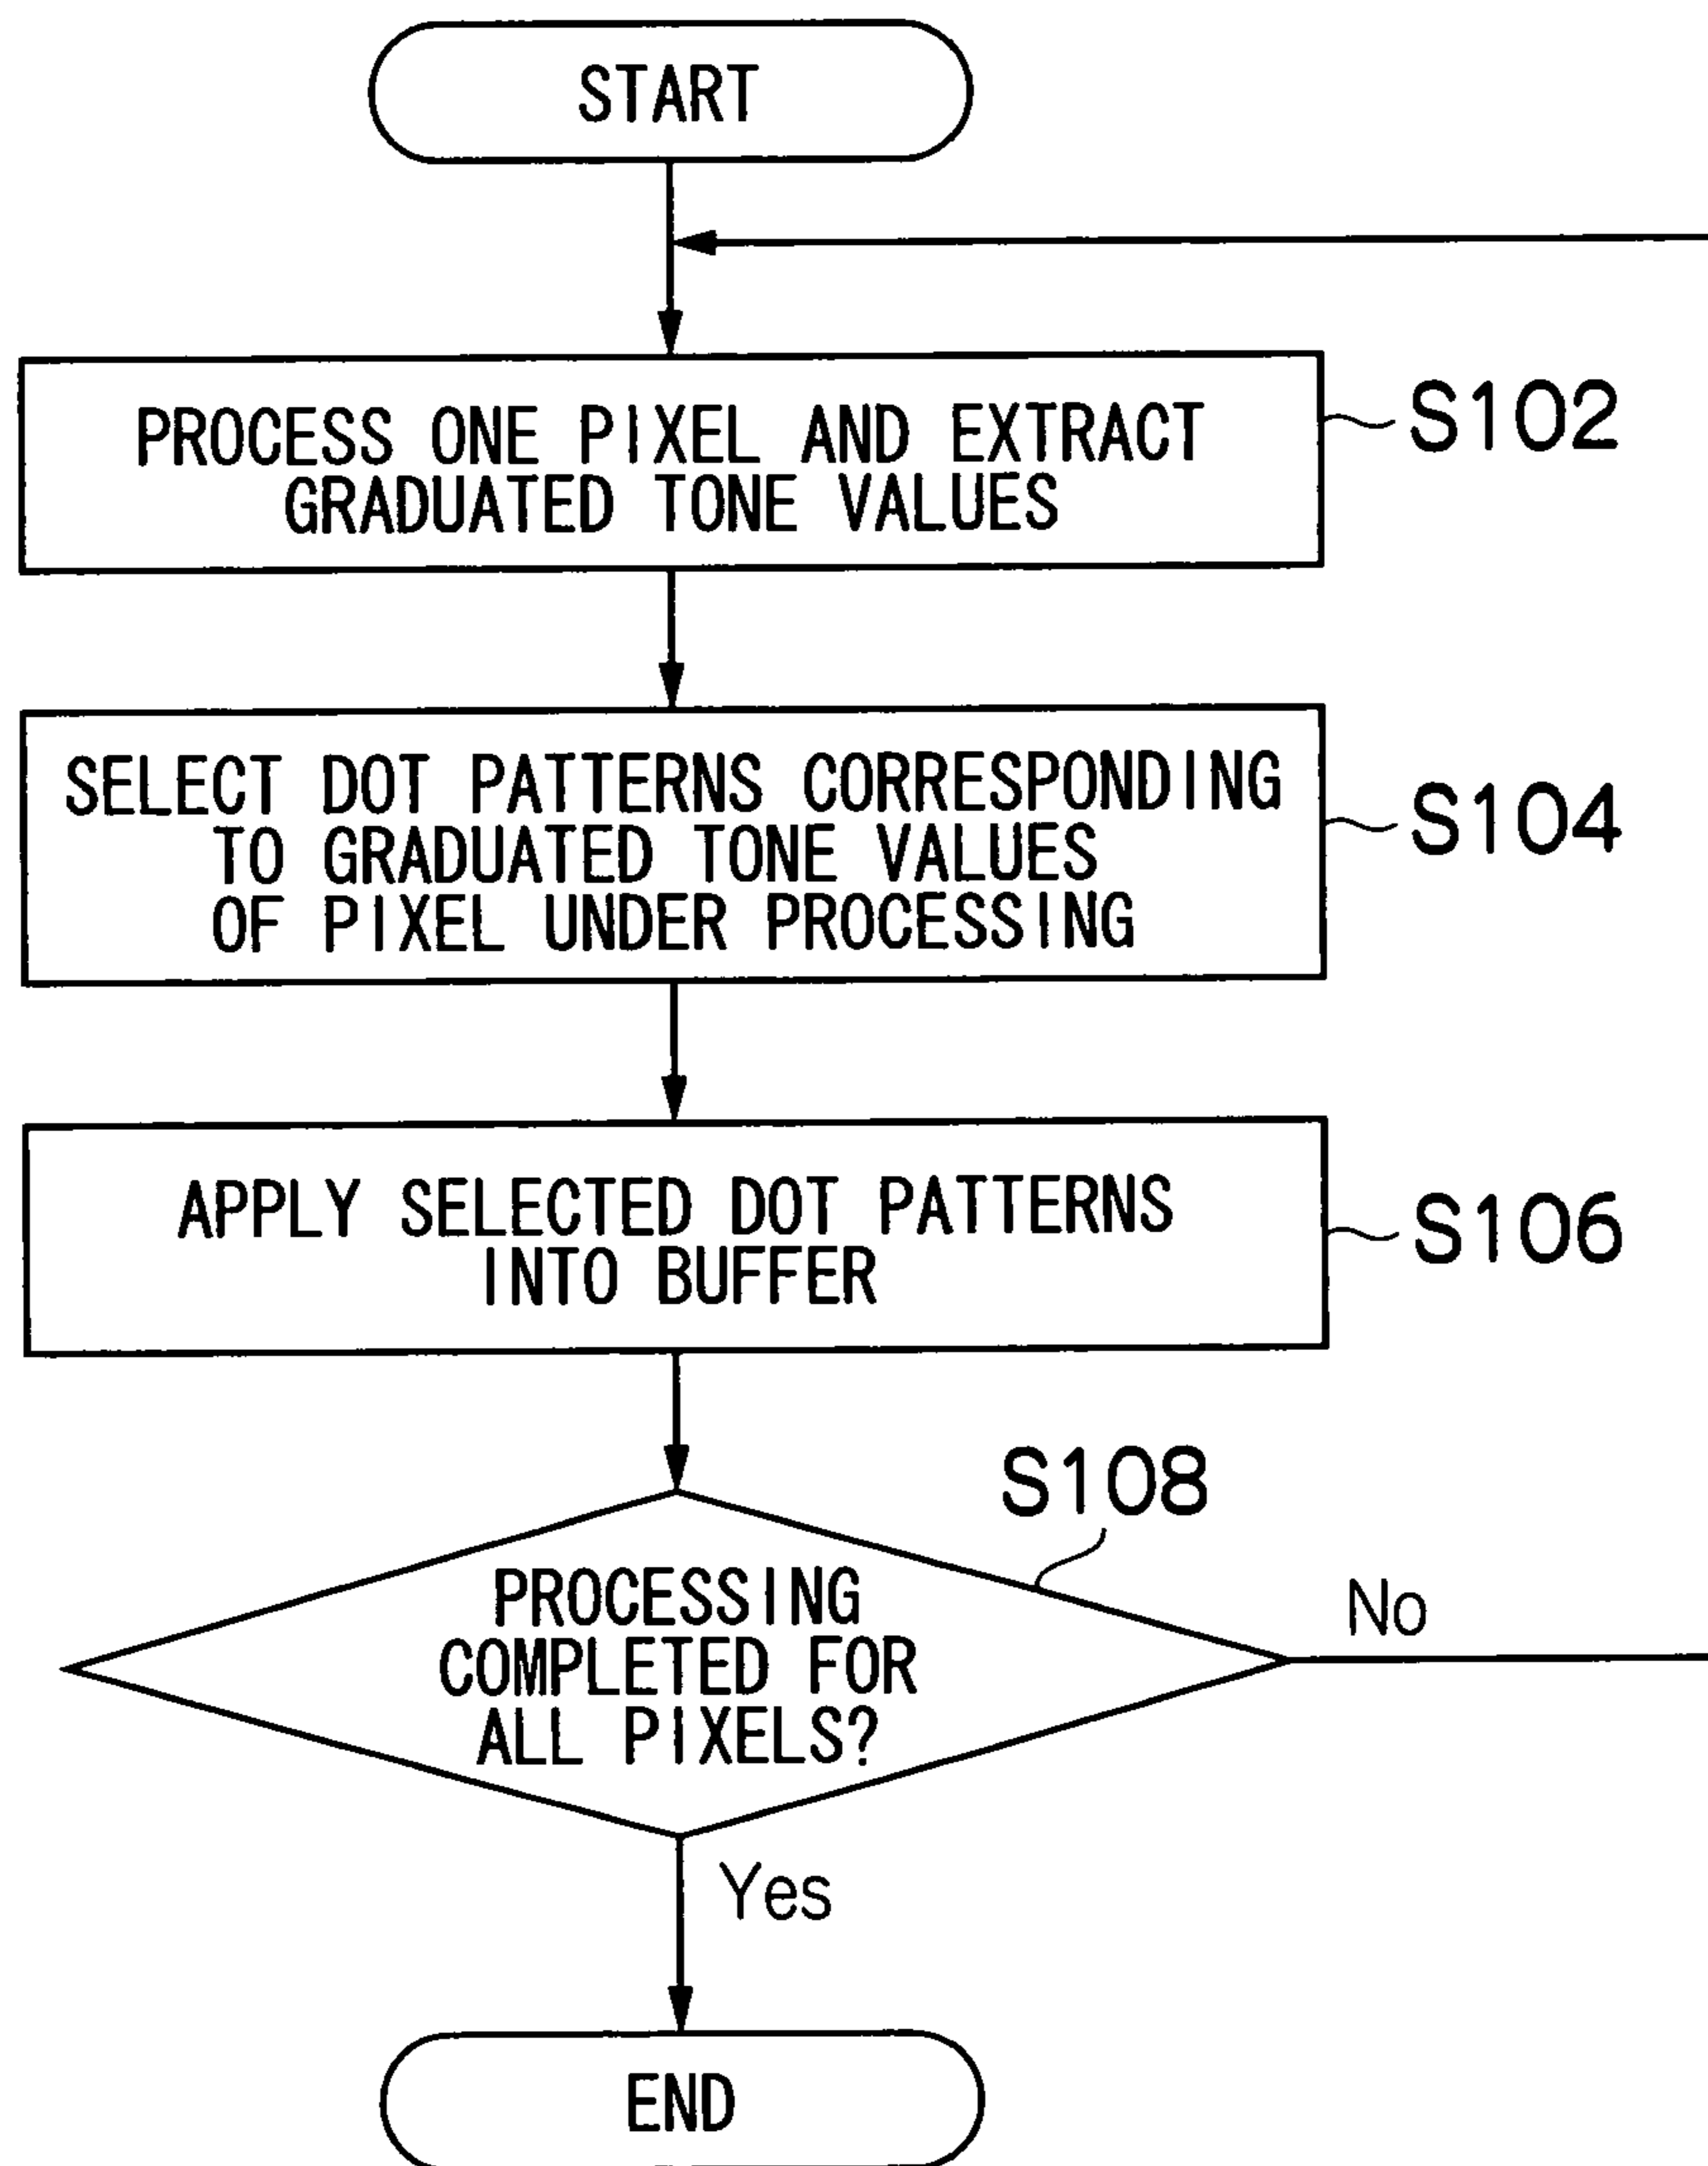 START
PROCESS ONE PIXEL AND EXTRACT
GRADUATED TONE VALUES
S102
SELECT DOT PATTERNS CORRESPONDING
TO GRADUATED TONE VALUES
OF PIXEL UNDER PROCESSING
S104
APPLY SELECTED DOT PATTERNS
INTO BUFFER
S106
S108
PROCESSING
COMPLETED FOR
ALL PIXELS?
No
Yes
END